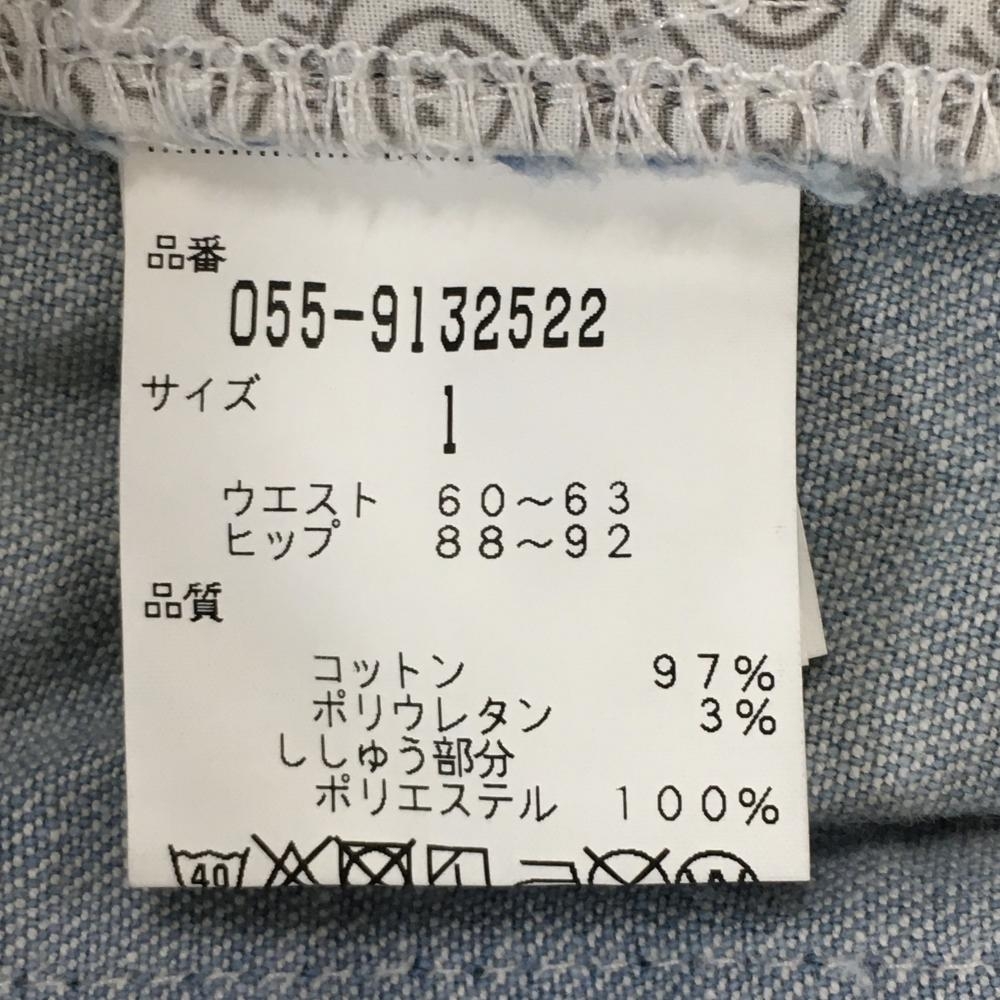 品番
055-9132522
サイズ
1
ウエスト　60～63
ヒップ　88～92
品質
コットン　97%
ポリウレタン　3%
ししゅう部分
ポリエステル　100%
40